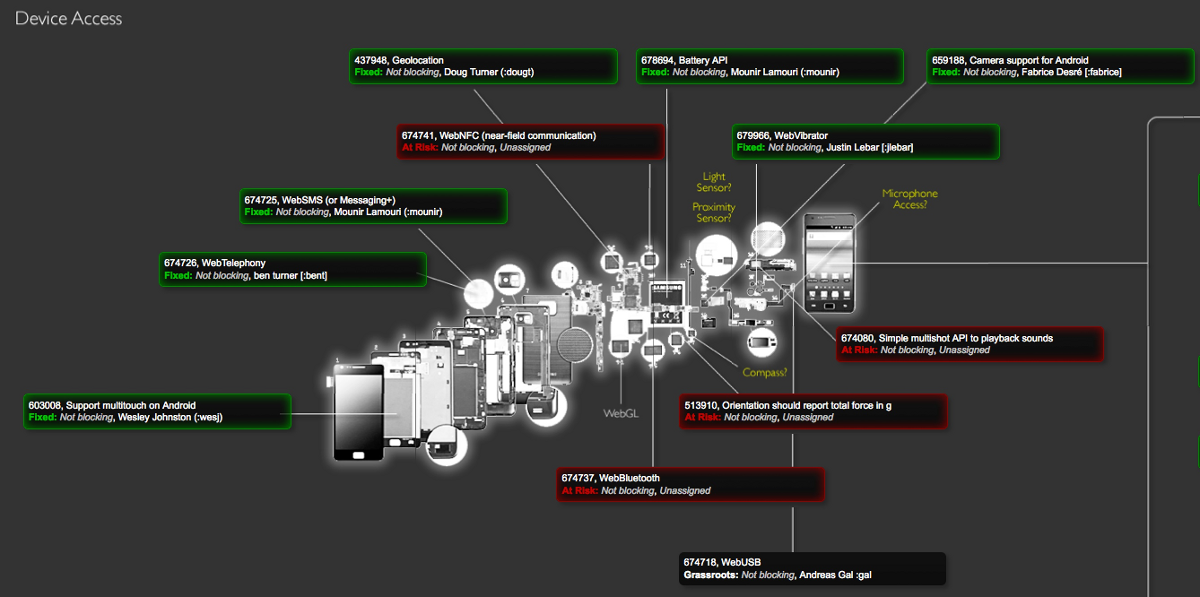 Device Access
437948, Geolocation
Fixed: Not blocking, Doug Turner (:dougt)
678694, Battery API
Fixed: Not blocking, Mounir Lamouri (:mounir)
659188, Camera support for Android
Fixed: Not blocking, Fabrice Desré [:fabrice]
674741, WebNFC (near-field communication)
At Risk: Not blocking, Unassigned
679966, WebVibrator
Fixed: Not blocking, Justin Lebar [:jlebar]
Light
Sensor?
Proximity
Sensor?
Microphone
Access?
674725, WebSMS (or Messaging+)
Fixed: Not blocking, Mounir Lamouri (:mounir)
674726, WebTelephony
Fixed: Not blocking, ben turner [:bent]
SAMSUNG
674080, Simple multishot API to playback sounds
At Risk: Not blocking, Unassigned
Compass?
603008, Support multitouch on Android
Fixed: Not blocking, Wesley Johnston (:wesj)
WebGL
513910, Orientation should report total force in g
At Risk: Not blocking, Unassigned
674737, WebBluetooth
At Risk: Not blocking, Unassigned
674718, WebUSB
Grassroots: Not blocking, Andreas Gal :gal